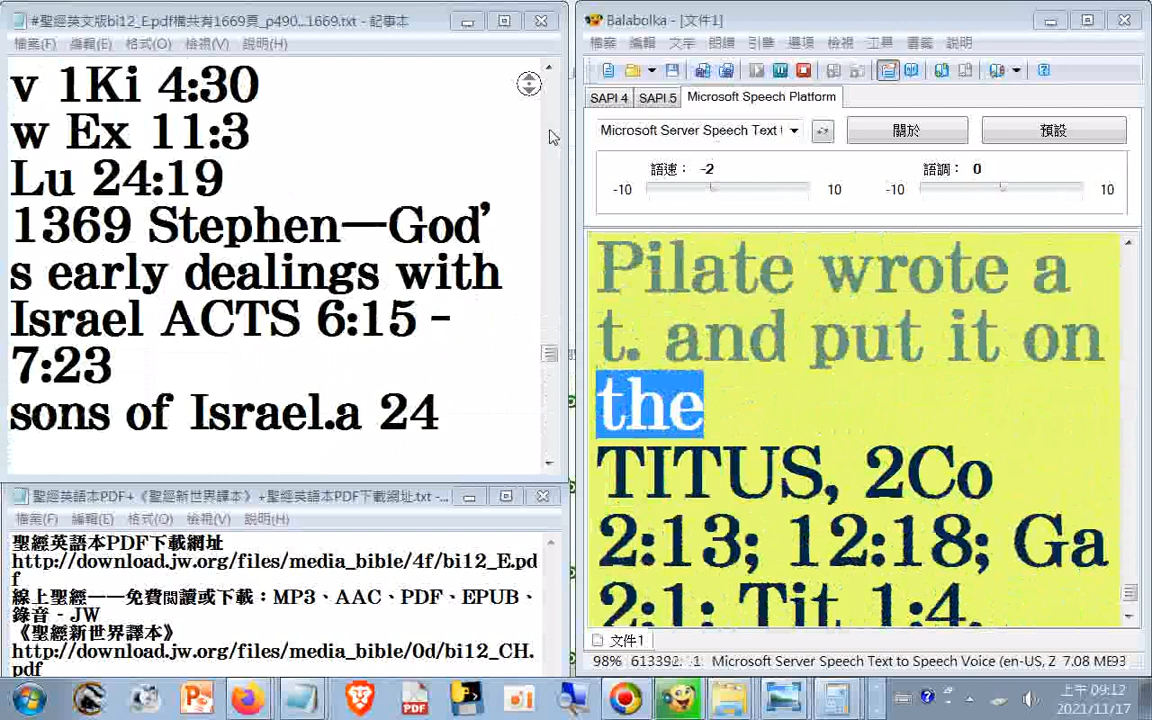 #聖經英文版bi12_E.pdf檔共有1669頁_p490,...1669.txt - 記事本
檔案(F) 編輯(E) 格式(O) 檢視(V) 說明(H)
v 1Ki 4:30
w Ex 11:3
Lu 24:19
1369 Stephen—God’
s early dealings with
Israel ACTS 6:15 –
7:23
sons of Israel.a 24
聖經英語本PDF+《聖經新世界譯本》+聖經英語本PDF下載網址.txt - ...
檔案(F) 編輯(E) 格式(O) 檢視(V) 說明(H)
聖經英語本PDF下載網址
http://download.jw.org/files/media_bible/4f/bi12_E.pd
f
線上聖經——免費閱讀或下載：MP3、AAC、PDF、EPUB、
錄音 - JW
《聖經新世界譯本》
http://download.jw.org/files/media_bible/0d/bi12_CH.
pdf
Balabolka - [文件1]
檔案 編輯 文字 朗讀 引擎 選項 檢視 工具 書籤 說明
SAPI 4 SAPI 5 Microsoft Speech Platform
Microsoft Server Speech Text 關於 預設
語速： -2 語調： 0
-10 10 -10 10
Pilate wrote a
t. and put it on
the
TITUS, 2Co
2:13; 12:18; Ga
2:1; Tit 1:4.
文件1
98% 613392: 1 Microsoft Server Speech Text to Speech Voice (en-US, Z 7.08 ME93
PDF
上午 09:12
2021/11/17